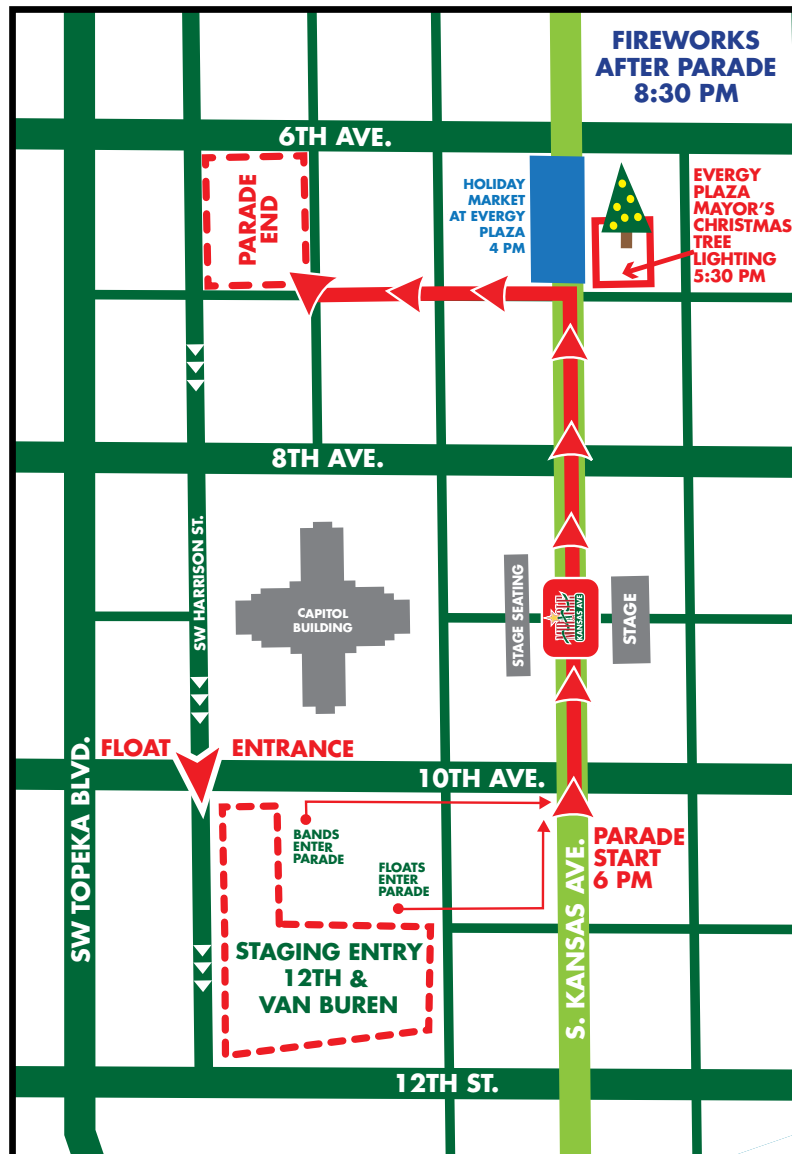 FIREWORKS
AFTER PARADE
8:30 PM
6TH AVE.
PARADE
END
HOLIDAY
MARKET
AT EVERGY
PLAZA
4 PM
EVERGY
PLAZA
MAYOR'S
CHRISTMAS
TREE
LIGHTING
5:30 PM
8TH AVE.
SW HARRISON ST.
CAPITOL
BUILDING
STAGE SEATING
KANSAS AVE
STAGE
FLOAT ENTRANCE
10TH AVE.
SW TOPEKA BLVD.
BANDS
ENTER
PARADE
FLOATS
ENTER
PARADE
PARADE
START
6 PM
S. KANSAS AVE.
STAGING ENTRY
12TH &
VAN BUREN
12TH ST.